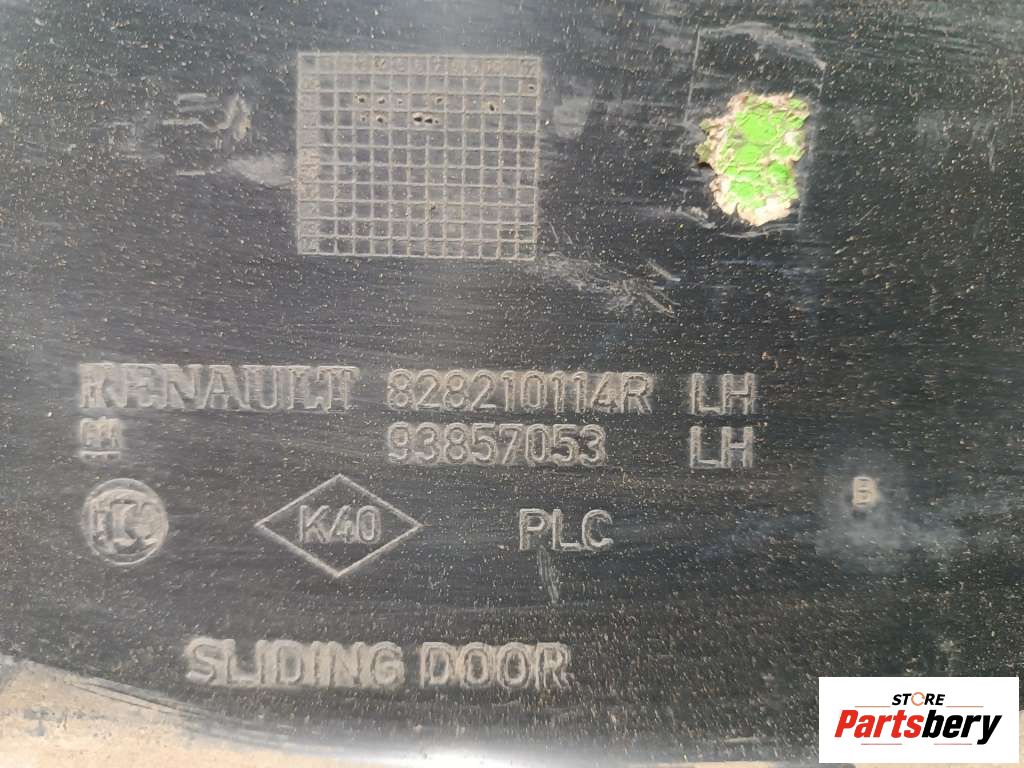 RENAULT 828210114R LH
93857053 LH
K40 PLC B
SLIDING DOOR
STORE
Partsbery